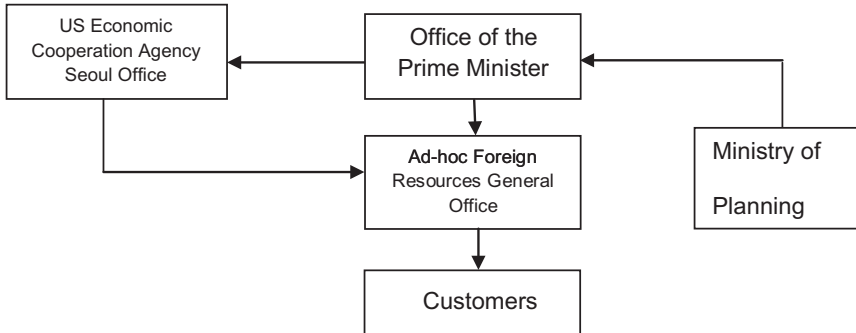 US Economic
Cooperation Agency
Seoul Office
Office of the
Prime Minister
Ad-hoc Foreign
Resources General
Office
Ministry of
Planning
Customers